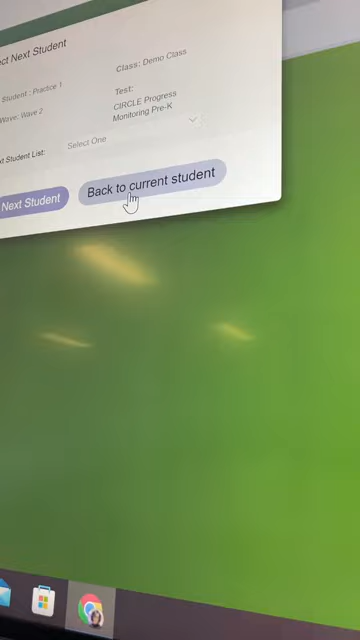 ct Next Student
Student : Practice 1
Class: Demo Class
Wave: Wave 2
Test:
CIRCLE Progress
Monitoring Pre-K
xt Student List:
Select One
Next Student
Back to current student